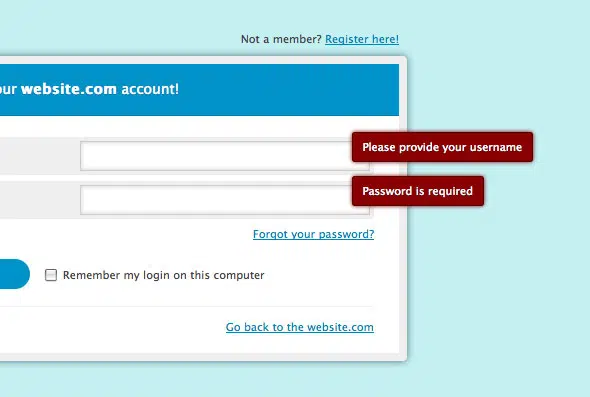 Not a member? Register here!
our website.com account!
Please provide your username
Password is required
Forgot your password?
Remember my login on this computer
Go back to the website.com